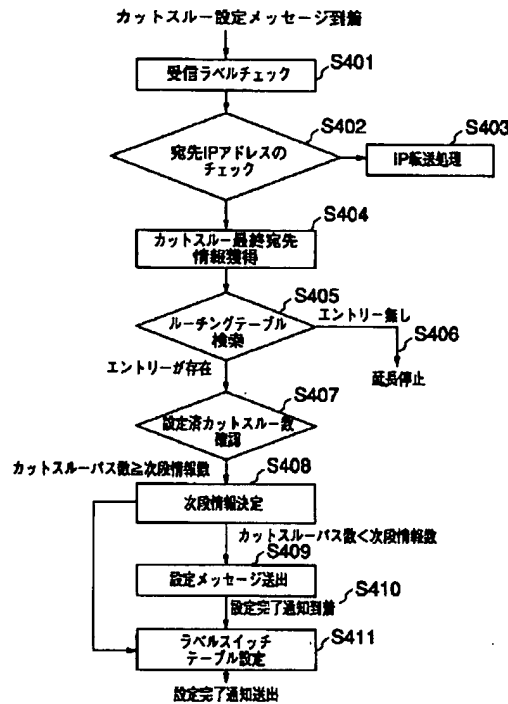 カットスルー設定メッセージ到着
S401
受信ラベルチェック
S402
宛先IPアドレスの
チェック
S403
IP転送処理
S404
カットスルー最終宛先
情報獲得
S405
ルーチングテーブル
検索
エントリー無し
S406
延長停止
エントリーが存在
S407
設定済カットスルー数
確認
カットスルーパス数≧次段情報数
S408
次段情報決定
カットスルーパス数<次段情報数
S409
設定メッセージ送出
S410
設定完了通知到着
S411
ラベルスイッチ
テーブル設定
設定完了通知送出